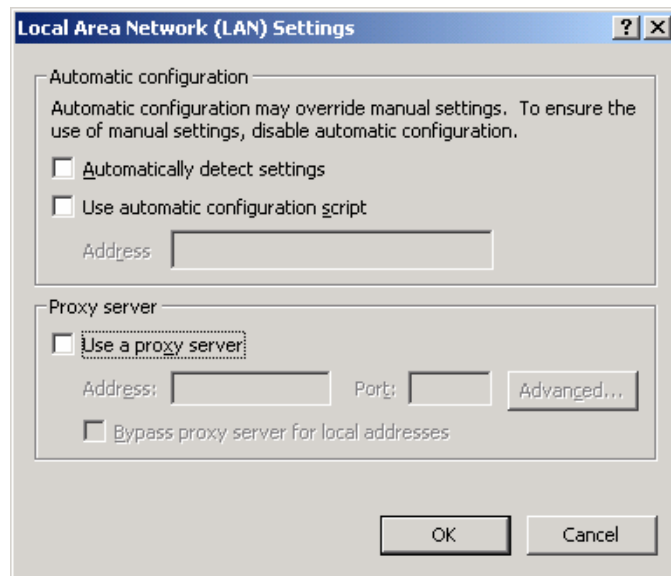 Local Area Network (LAN) Settings
Automatic configuration
Automatic configuration may override manual settings. To ensure the
use of manual settings, disable automatic configuration.
Automatically detect settings
Use automatic configuration script
Address
Proxy server
Use a proxy server
Address: Port: Advanced...
Bypass proxy server for local addresses
OK Cancel